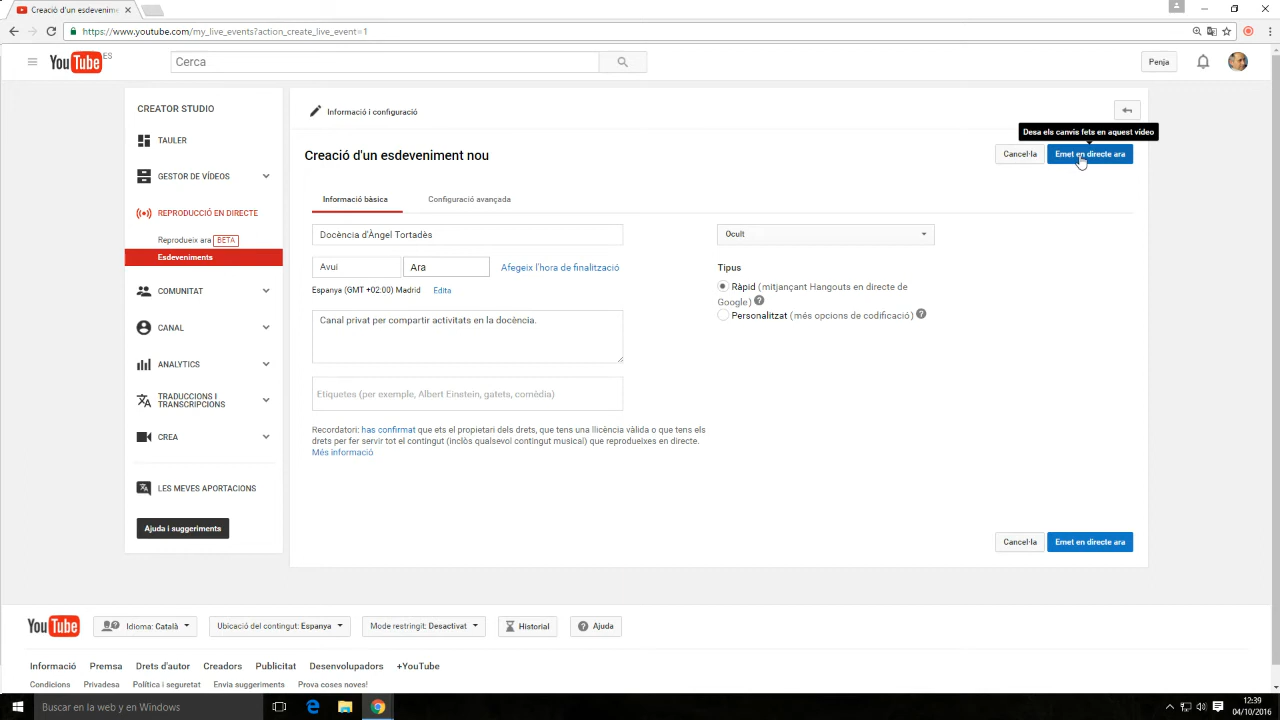 Creació d'un esdevenimen
https://www.youtube.com/my_live_events?action_create_live_event=1
YouTube ES
Cerca
Penja
CREATOR STUDIO
TAULER
GESTOR DE VÍDEOS
REPRODUCCIÓ EN DIRECTE
Reprodueix ara BETA
Esdeveniments
COMUNITAT
CANAL
ANALYTICS
TRADUCCIONS I
TRANSCRIPCIONS
CREA
LES MEVES APORTACIONS
Ajuda i suggeriments
Informació i configuració
Desa els canvis fets en aquest vídeo
Creació d'un esdeveniment nou
Cancel·la
Emet en directe ara
Informació bàsica
Configuració avançada
Docència d'Àngel Tortadès
Avui
Ara
Afegeix l'hora de finalització
Espanya (GMT +02:00) Madrid Edita
Canal privat per compartir activitats en la docència.
Etiquetes (per exemple, Albert Einstein, gatets, comèdia)
Recordatori: has confirmat que ets el propietari dels drets, que tens una llicència vàlida o que tens els
drets per fer servir tot el contingut (inclòs qualsevol contingut musical) que reprodueixes en directe.
Més informació
Ocult
Tipus
Ràpid (mitjançant Hangouts en directe de
Google) ?
Personalitzat (més opcions de codificació) ?
Cancel·la
Emet en directe ara
YouTube
Idioma: Català
Ubicació del contingut: Espanya
Mode restringit: Desactivat
Historial
Ajuda
Informació
Premsa
Drets d'autor
Creadors
Publicitat
Desenvolupadors
+YouTube
Condicions
Privadesa
Política i seguretat
Envia suggeriments
Prova coses noves!
Buscar en la web y en Windows
12:39
04/10/2016